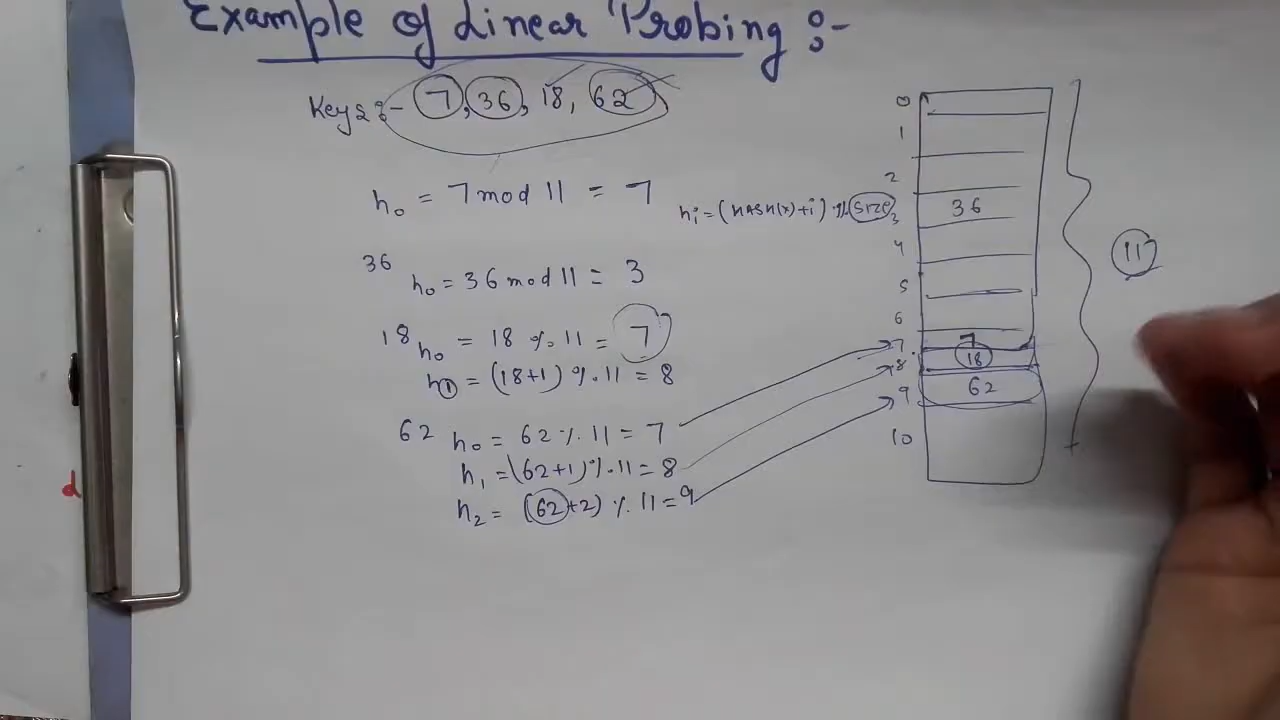 Example of Linear Probing :-
Keys :- 7, 36, 18, 62
h0 = 7 mod 11 = 7
hi = (HASH(X)+i) % Size
36 h0 = 36 mod 11 = 3
18 h0 = 18 % 11 = 7
h1 = (18+1) % 11 = 8
62 h0 = 62 % 11 = 7
h1 = (62+1) % 11 = 8
h2 = (62+2) % 11 = 9
0
1
2
3 36
4
5
6
7 7
8 18
9 62
10
11
d